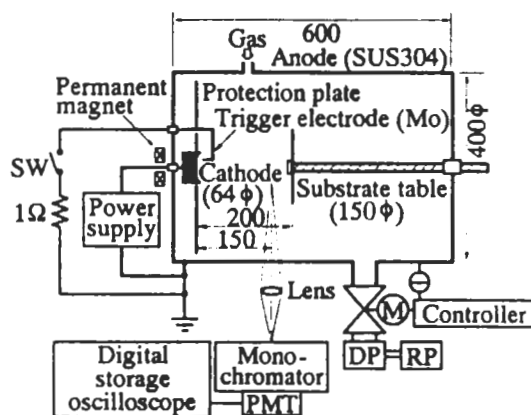 600
Gas
Anode (SUS304)
Permanent
magnet
Protection plate
Trigger electrode (Mo)
400φ
SW
Cathode
(64φ)
Substrate table
(150φ)
1Ω
Power
supply
200
150
Lens
M
Controller
DP
RP
Digital
storage
oscilloscope
Mono-
chromator
PMT